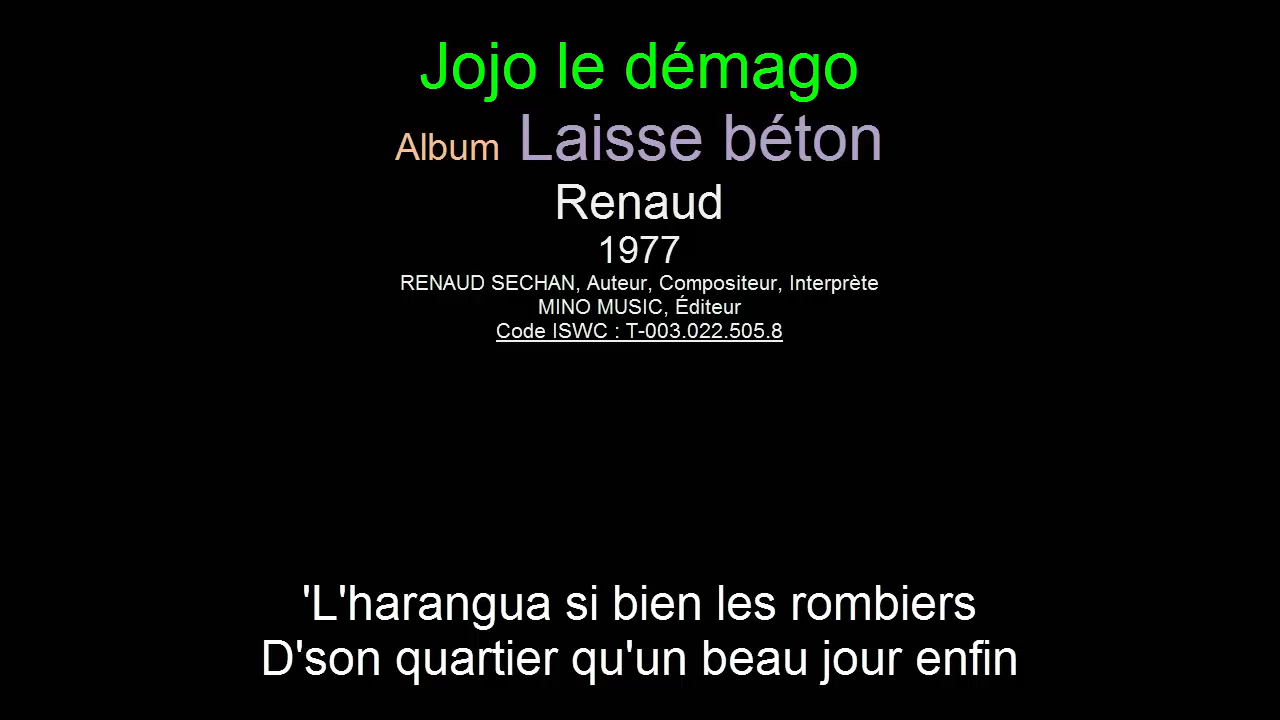 Jojo le démago
Album Laisse béton
Renaud
1977
RENAUD SECHAN, Auteur, Compositeur, Interprète
MINO MUSIC, Éditeur
Code ISWC : T-003.022.505.8
'L'harangua si bien les rombiers
D'son quartier qu'un beau jour enfin